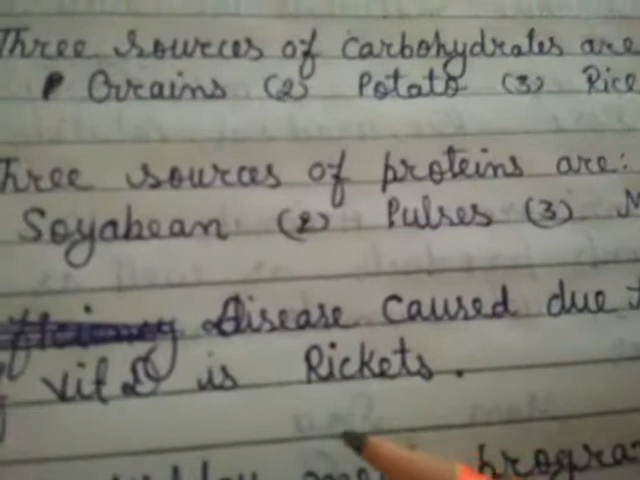 Three sources of carbohydrates are
Grains (2) Potato (3) Rice
Three sources of proteins are:
Soyabean (2) Pulses (3) M
Disease caused due t
Vit D is Rickets.
progra